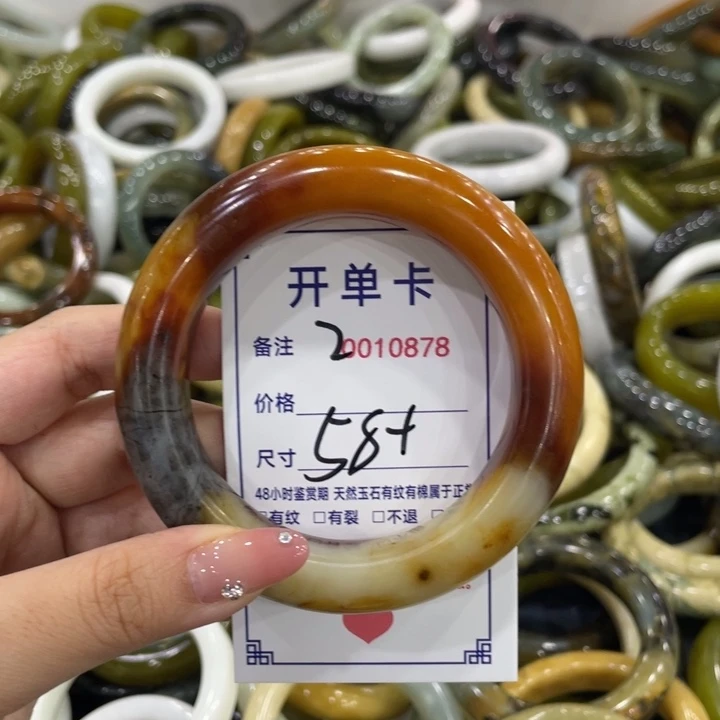 开单卡
备注 2 0010878
价格
尺寸 58+
48小时鉴赏期 天然玉石有纹有棉属于正
有纹 □有裂 □不退 □